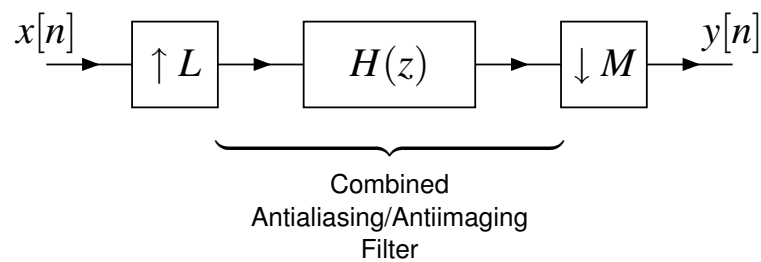 x[n]
↑ L
H(z)
↓ M
y[n]
Combined
Antialiasing/Antiimaging
Filter